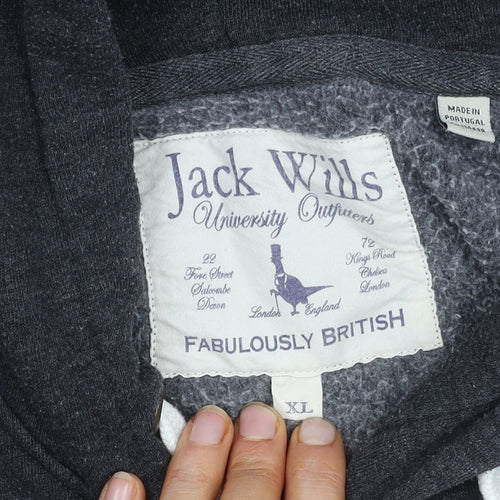 MADE IN
PORTUGAL
Jack Wills
University Outfitters
22
Fore Street
Salcombe
Devon
72
Kings Road
Chelsea
London
London England
FABULOUSLY BRITISH
XL